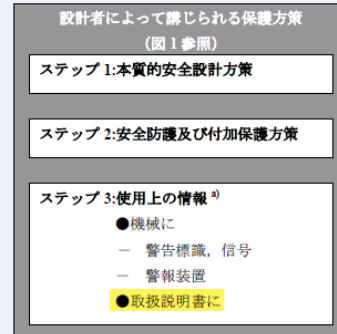 設計者によって講じられる保護方策
（図１参照）
ステップ 1:本質的安全設計方策
ステップ 2:安全防護及び付加保護方策
ステップ 3:使用上の情報 a)
●機械に
― 警告標識，信号
― 警報装置
●取扱説明書に